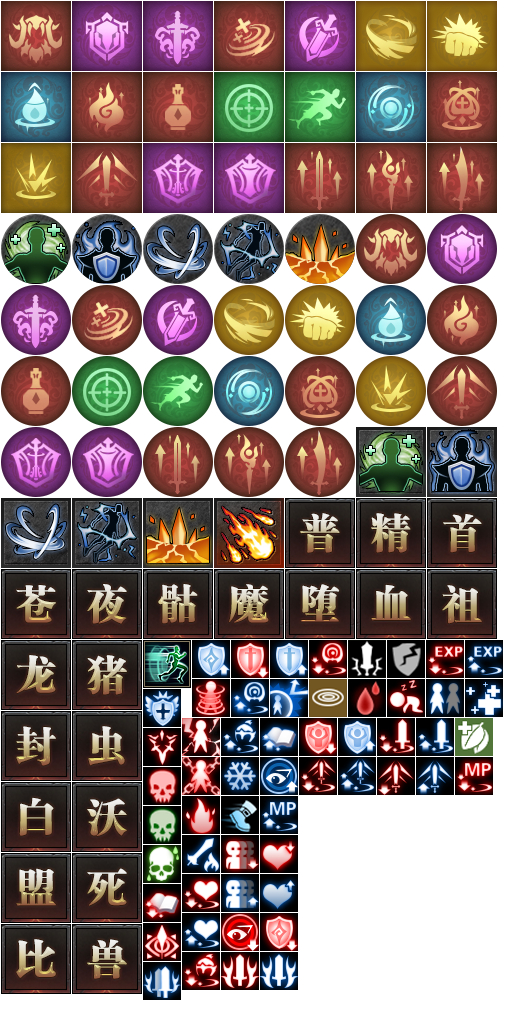 普 精 首
苍 夜 骷 魔 堕 血 祖
龙 猪
EXP EXP
封 虫
MP
白 沃
MP
盟 死
比 兽